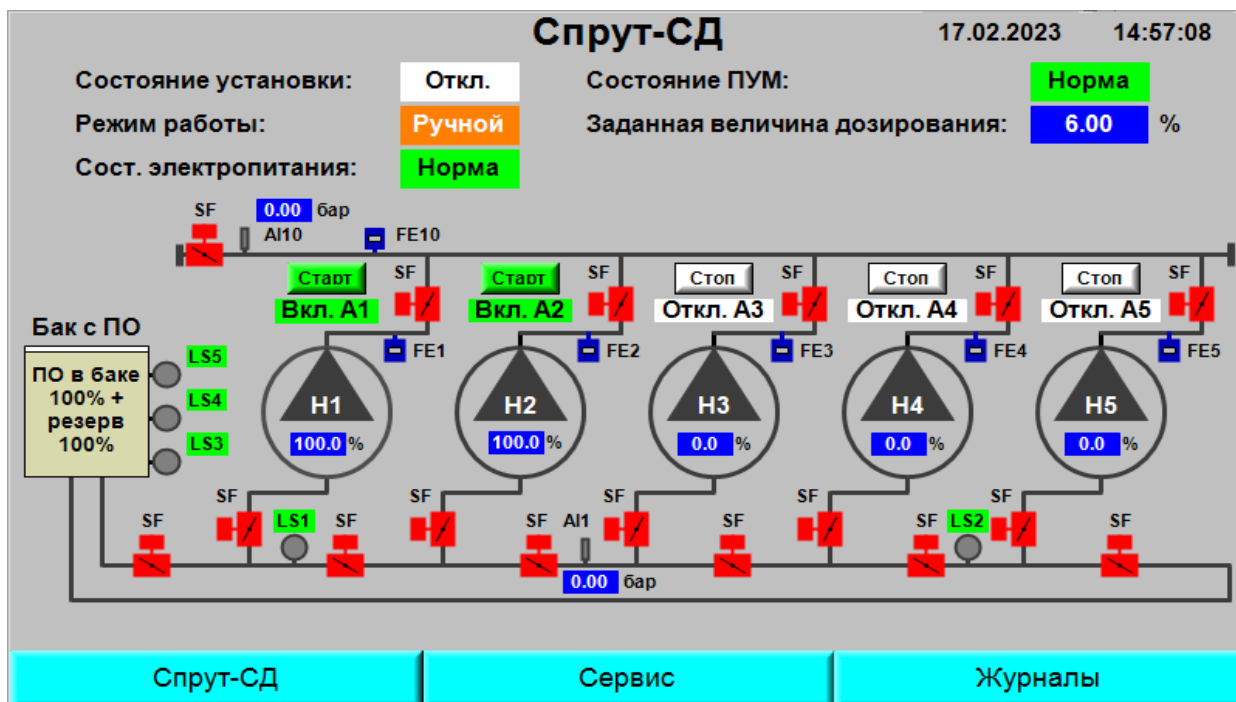 Спрут-СД 17.02.2023 14:57:08
Состояние установки: Откл. Состояние ПУМ: Норма
Режим работы: Ручной Заданная величина дозирования: 6.00 %
Сост. электропитания: Норма
SF 0.00 бар
AI10 FE10
Старт SF Старт SF Стоп SF Стоп SF Стоп SF
Вкл. А1 Вкл. А2 Откл. А3 Откл. А4 Откл. А5
Бак с ПО
FE1 FE2 FE3 FE4 FE5
LS5
ПО в баке
100% +
резерв
100%
LS4
LS3
Н1 Н2 Н3 Н4 Н5
100.0 % 100.0 % 0.0 % 0.0 % 0.0 %
SF SF SF SF SF
SF LS1 SF SF AI1 SF SF LS2 SF
0.00 бар
Спрут-СД Сервис Журналы